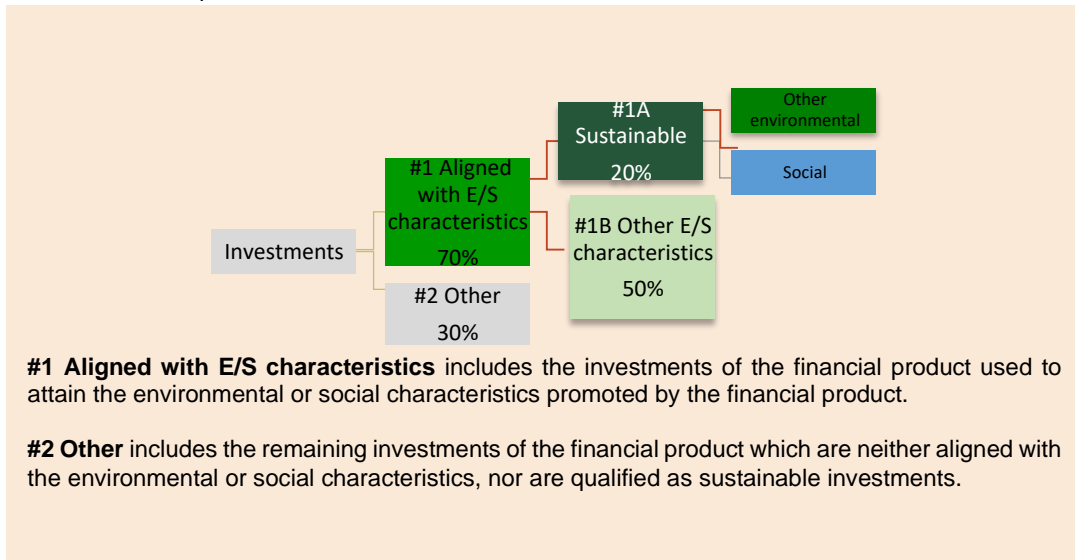 Investments
#1 Aligned
with E/S
characteristics
70%
#2 Other
30%
#1A
Sustainable
20%
#1B Other E/S
characteristics
50%
Other
environmental
Social
#1 Aligned with E/S characteristics includes the investments of the financial product used to
attain the environmental or social characteristics promoted by the financial product.
#2 Other includes the remaining investments of the financial product which are neither aligned with
the environmental or social characteristics, nor are qualified as sustainable investments.